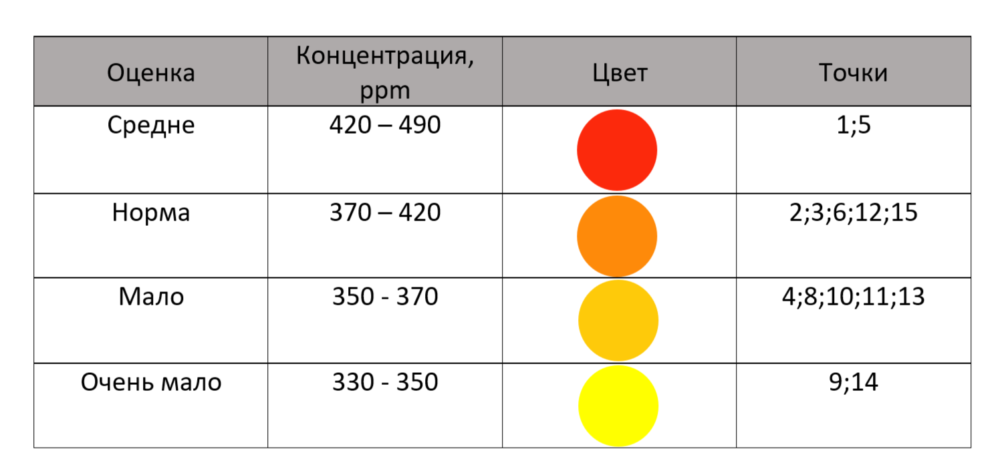 Оценка
Концентрация,
ppm
Цвет
Точки
Средне
420 – 490
1;5
Норма
370 – 420
2;3;6;12;15
Мало
350 - 370
4;8;10;11;13
Очень мало
330 - 350
9;14